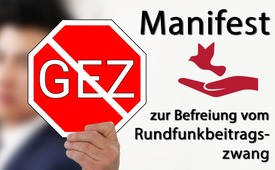 GEZ
Manifest
zur Befreiung vom
Rundfunkbeitrags-
zwang